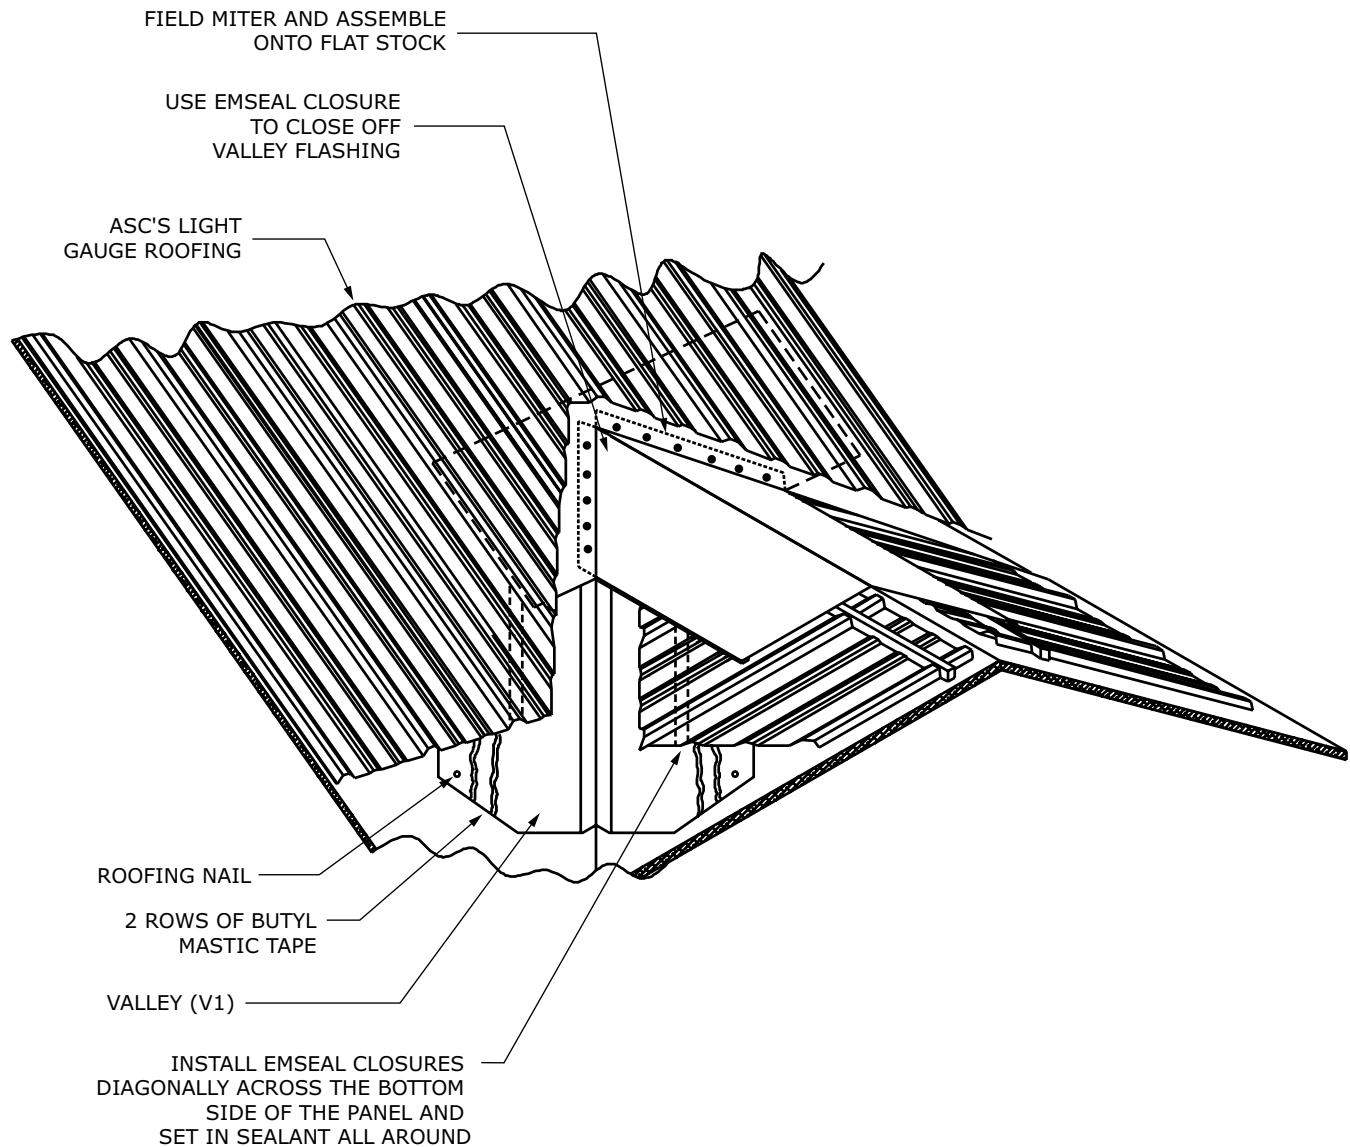 FIELD MITER AND ASSEMBLE
ONTO FLAT STOCK
USE EMSEAL CLOSURE
TO CLOSE OFF
VALLEY FLASHING
ASC'S LIGHT
GAUGE ROOFING
ROOFING NAIL
2 ROWS OF BUTYL
MASTIC TAPE
VALLEY (V1)
INSTALL EMSEAL CLOSURES
DIAGONALLY ACROSS THE BOTTOM
SIDE OF THE PANEL AND
SET IN SEALANT ALL AROUND